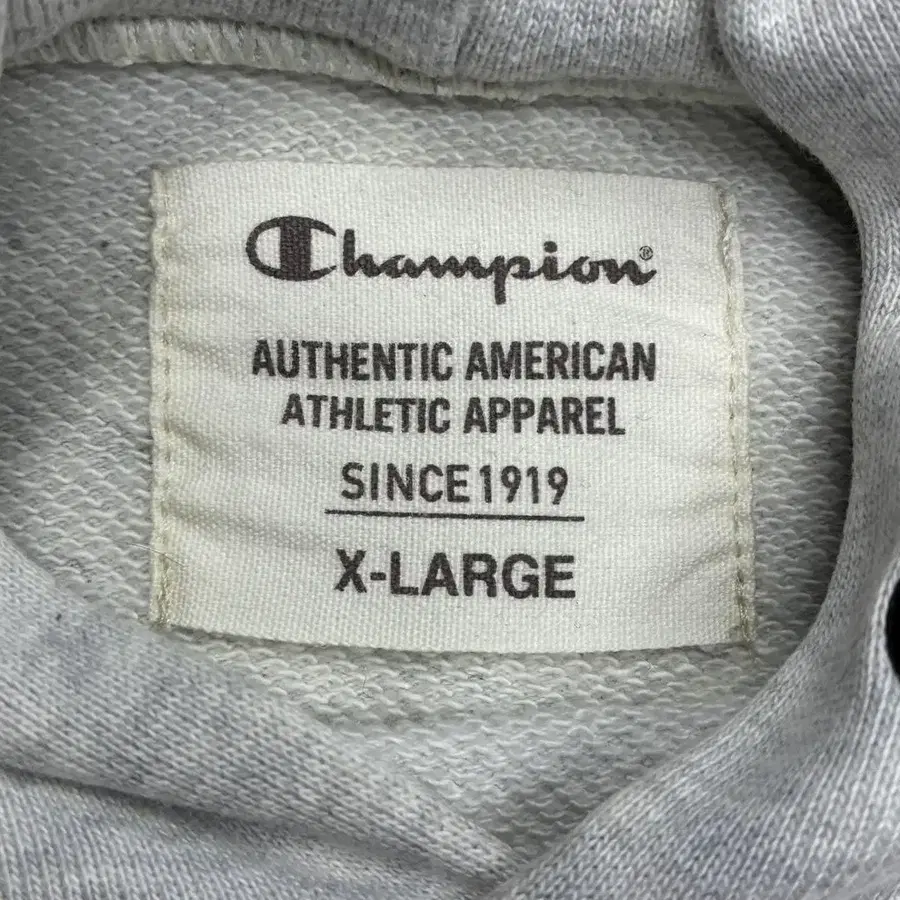 Champion®
AUTHENTIC AMERICAN
ATHLETIC APPAREL
SINCE 1919
X-LARGE